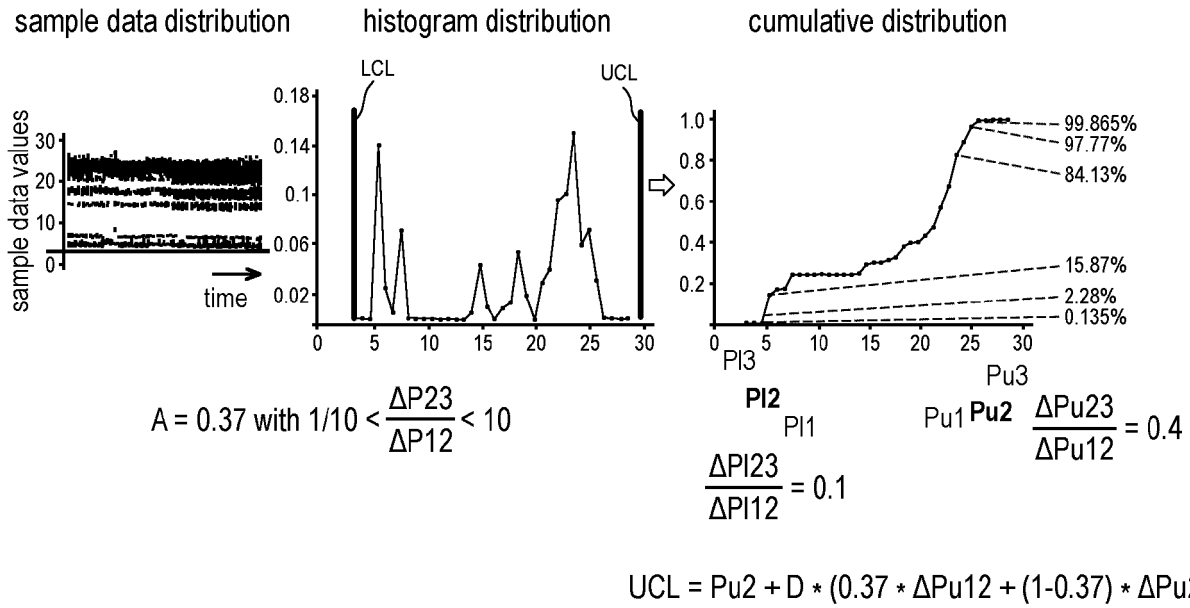 sample data distribution
histogram distribution
cumulative distribution
sample data values
30
20
10
0
time
LCL
UCL
0.18
0.14
0.1
0.06
0.02
0 5 10 15 20 25 30
1.0
0.8
0.6
0.4
0.2
0 5 10 15 20 25 30
99.865%
97.77%
84.13%
15.87%
2.28%
0.135%
Pl3
Pl2
Pl1
Pu3
Pu1 Pu2
A = 0.37 with 1/10 < ΔP23/ΔP12 < 10
ΔPu23/ΔPu12 = 0.4
ΔPl23/ΔPl12 = 0.1
UCL = Pu2 + D * (0.37 * ΔPu12 + (1-0.37) * ΔPu2